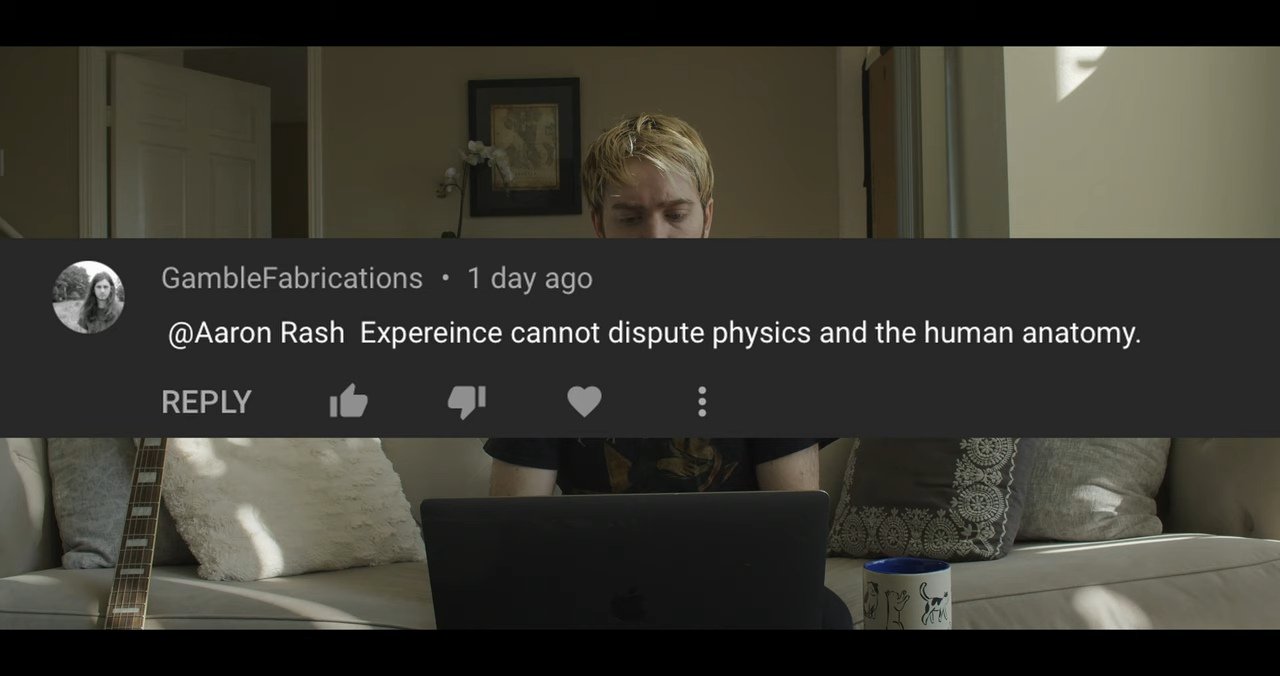 GambleFabrications • 1 day ago
@Aaron Rash Expereince cannot dispute physics and the human anatomy.
REPLY